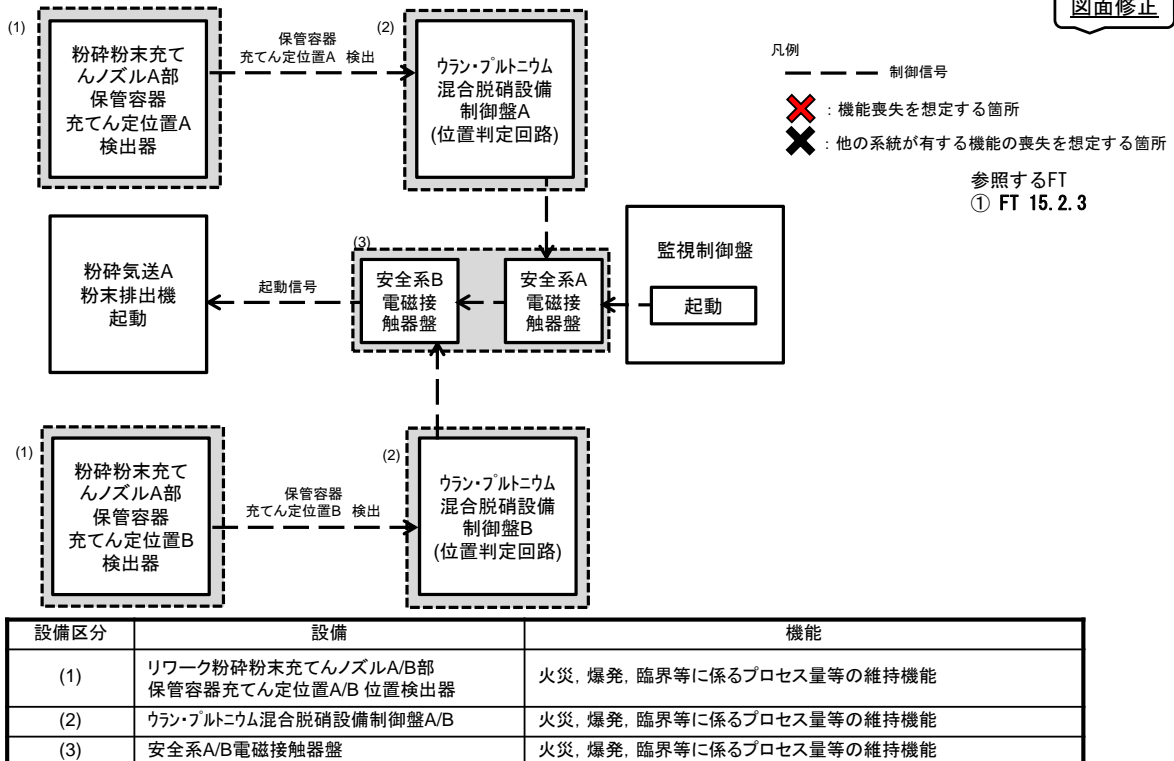 図面修正
(1)
粉砕粉末充て
んノズルA部
保管容器
充てん定位置A
検出器
保管容器
充てん定位置A 検出
(2)
ウラン・プルトニウム
混合脱硝設備
制御盤A
(位置判定回路)
凡例
制御信号
：機能喪失を想定する箇所
：他の系統が有する機能の喪失を想定する箇所
参照するFT
① FT 15.2.3
粉砕気送A
粉末排出機
起動
起動信号
(3)
安全系B
電磁接
触器盤
安全系A
電磁接
触器盤
監視制御盤
起動
(1)
粉砕粉末充て
んノズルA部
保管容器
充てん定位置B
検出器
保管容器
充てん定位置B 検出
(2)
ウラン・プルトニウム
混合脱硝設備
制御盤B
(位置判定回路)
設備区分 設備 機能
(1) リワーク粉砕粉末充てんノズルA/B部
保管容器充てん定位置A/B 位置検出器 火災，爆発，臨界等に係るプロセス量等の維持機能
(2) ウラン・プルトニウム混合脱硝設備制御盤A/B 火災，爆発，臨界等に係るプロセス量等の維持機能
(3) 安全系A/B電磁接触器盤 火災，爆発，臨界等に係るプロセス量等の維持機能